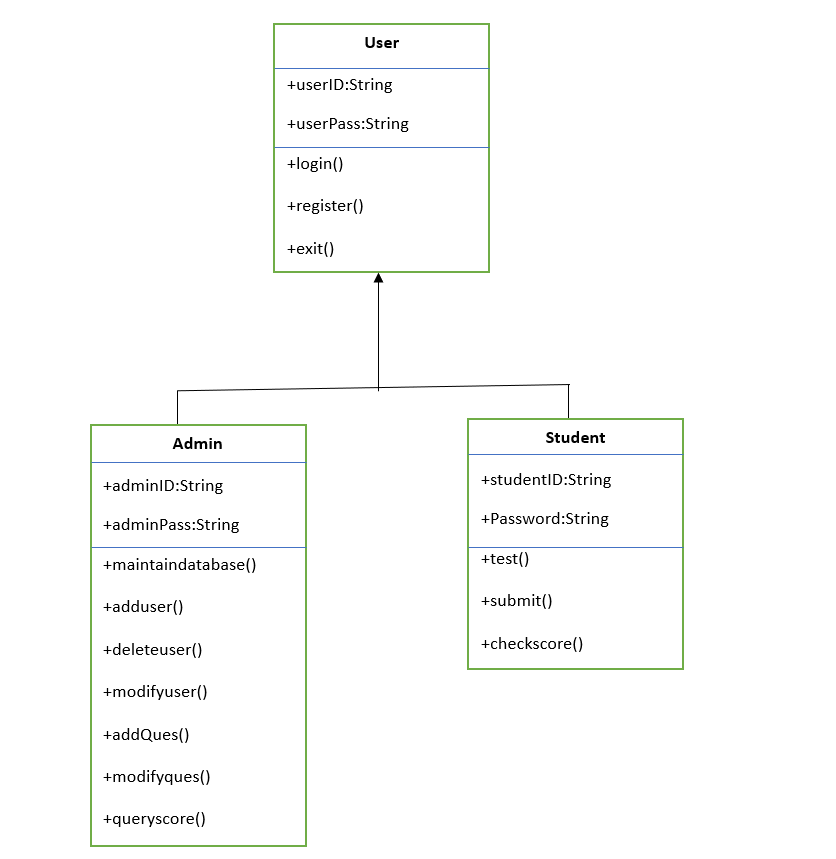 User
+userID:String
+userPass:String
+login()
+register()
+exit()
Admin
+adminID:String
+adminPass:String
+maintaindatabase()
+adduser()
+deleteuser()
+modifyuser()
+addQues()
+modifyques()
+queryscore()
Student
+studentID:String
+Password:String
+test()
+submit()
+checkscore()